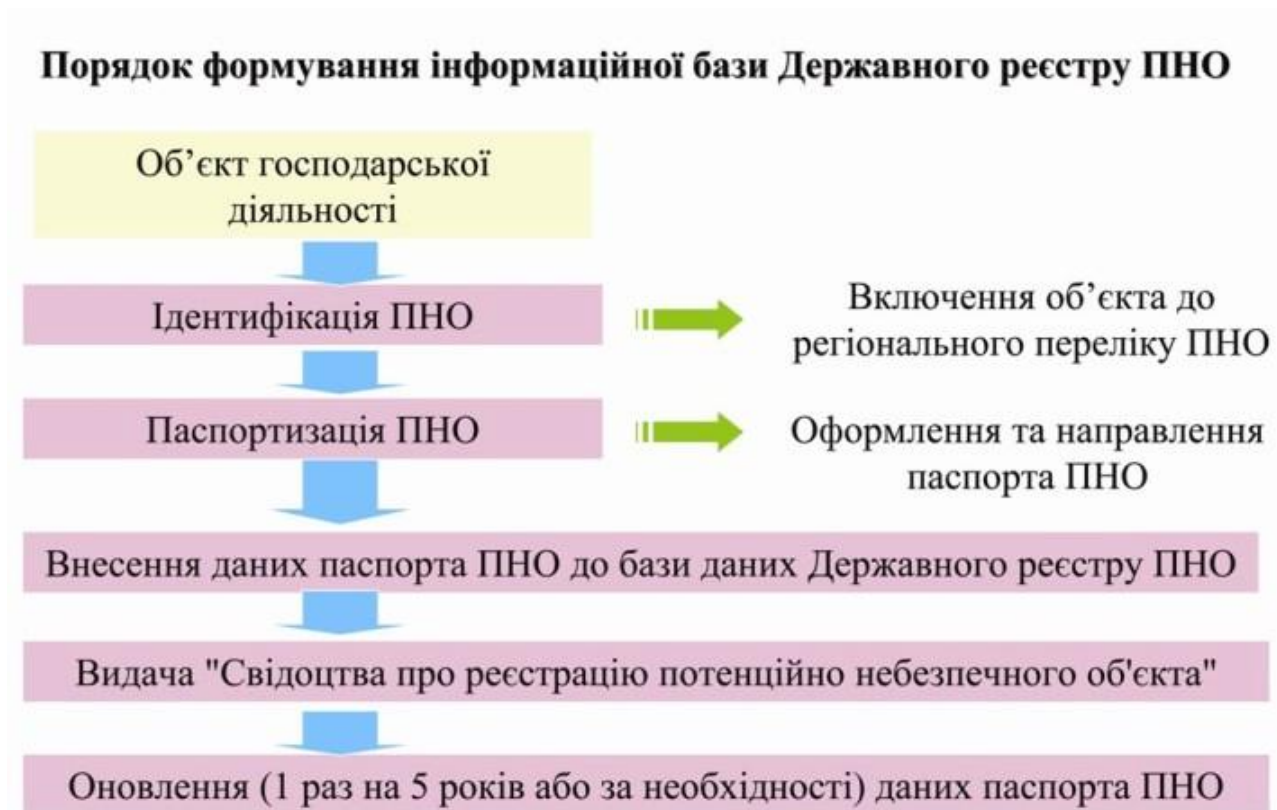 Порядок формування інформаційної бази Державного реєстру ПНО
Об’єкт господарської
діяльності
Ідентифікація ПНО
Включення об’єкта до
регіонального переліку ПНО
Паспортизація ПНО
Оформлення та направлення
паспорта ПНО
Внесення даних паспорта ПНО до бази даних Державного реєстру ПНО
Видача "Свідоцтва про реєстрацію потенційно небезпечного об'єкта"
Оновлення (1 раз на 5 років або за необхідності) даних паспорта ПНО